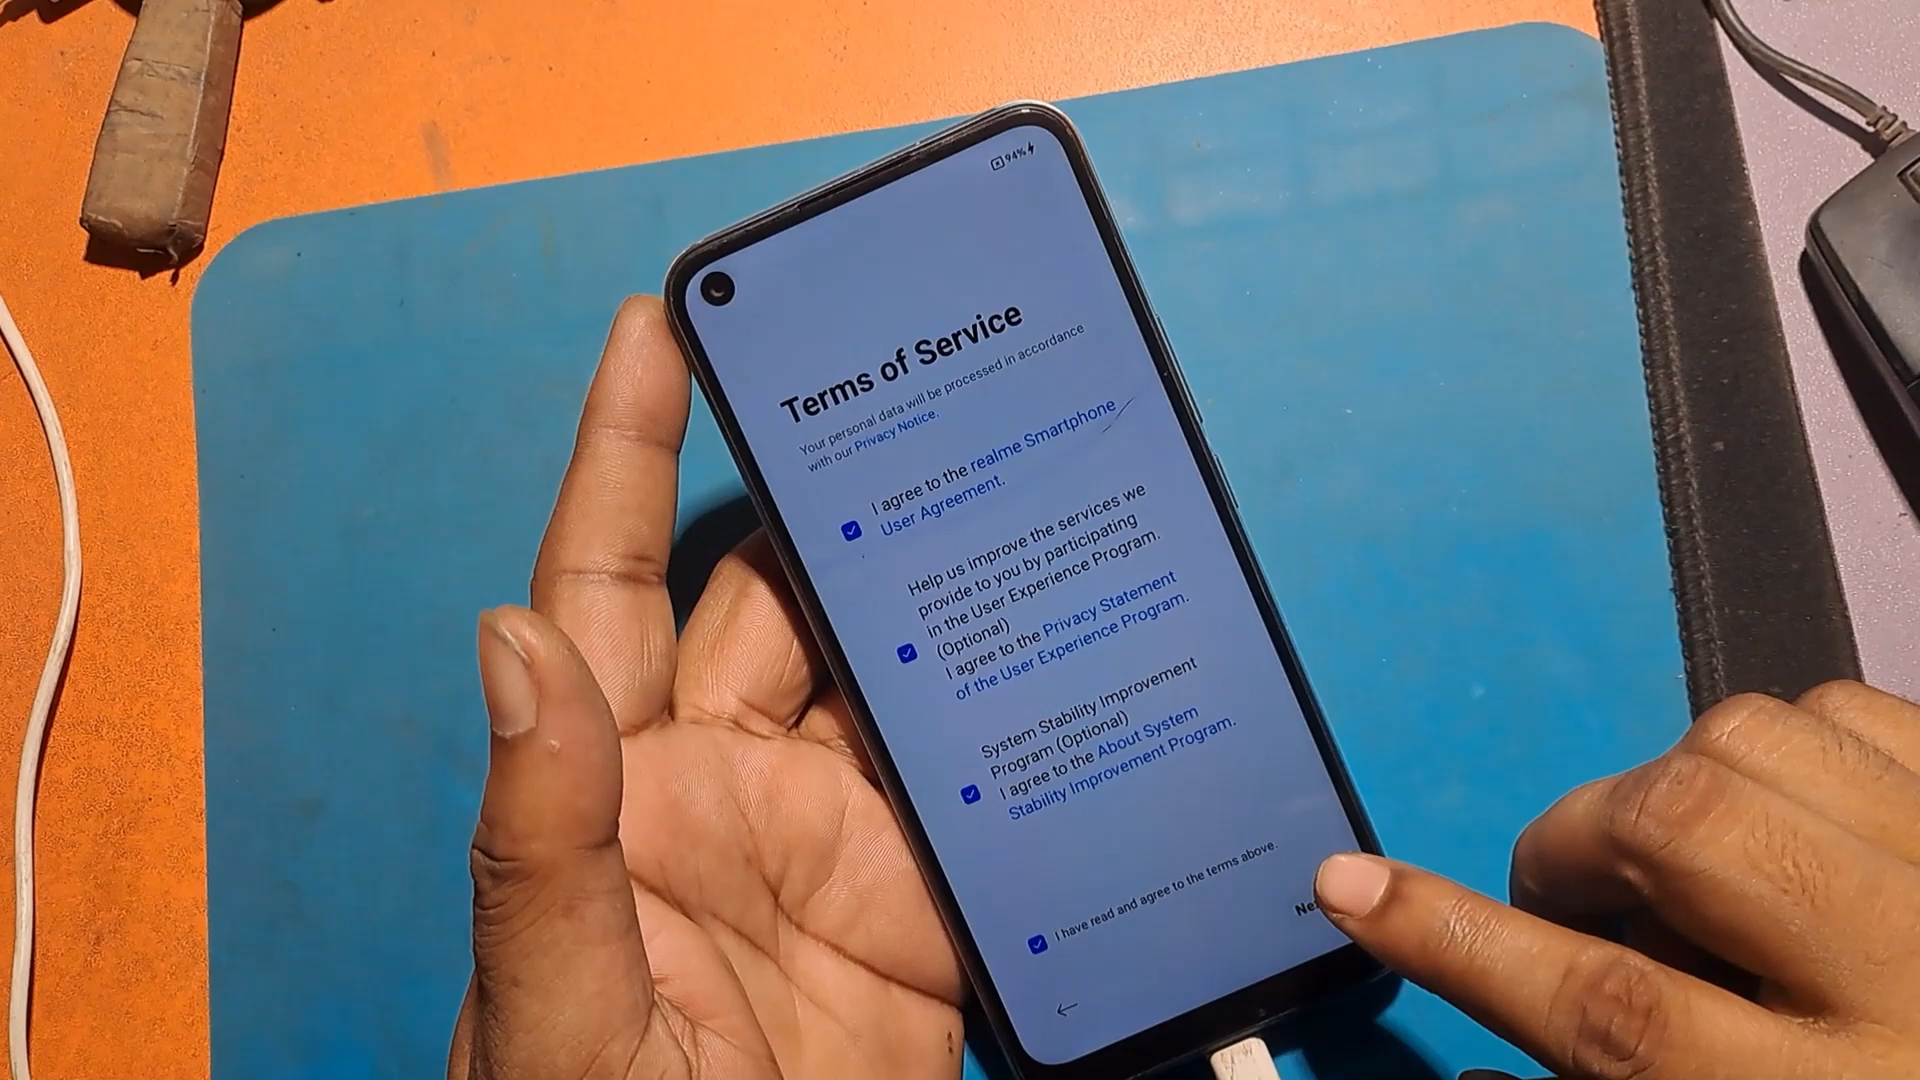 94%
Terms of Service
Your personal data will be processed in accordance
with our Privacy Notice.
I agree to the realme Smartphone
User Agreement.
Help us improve the services we
provide to you by participating
in the User Experience Program.
(Optional)
I agree to the Privacy Statement
of the User Experience Program.
System Stability Improvement
Program (Optional)
I agree to the About System
Stability Improvement Program.
I have read and agree to the terms above.